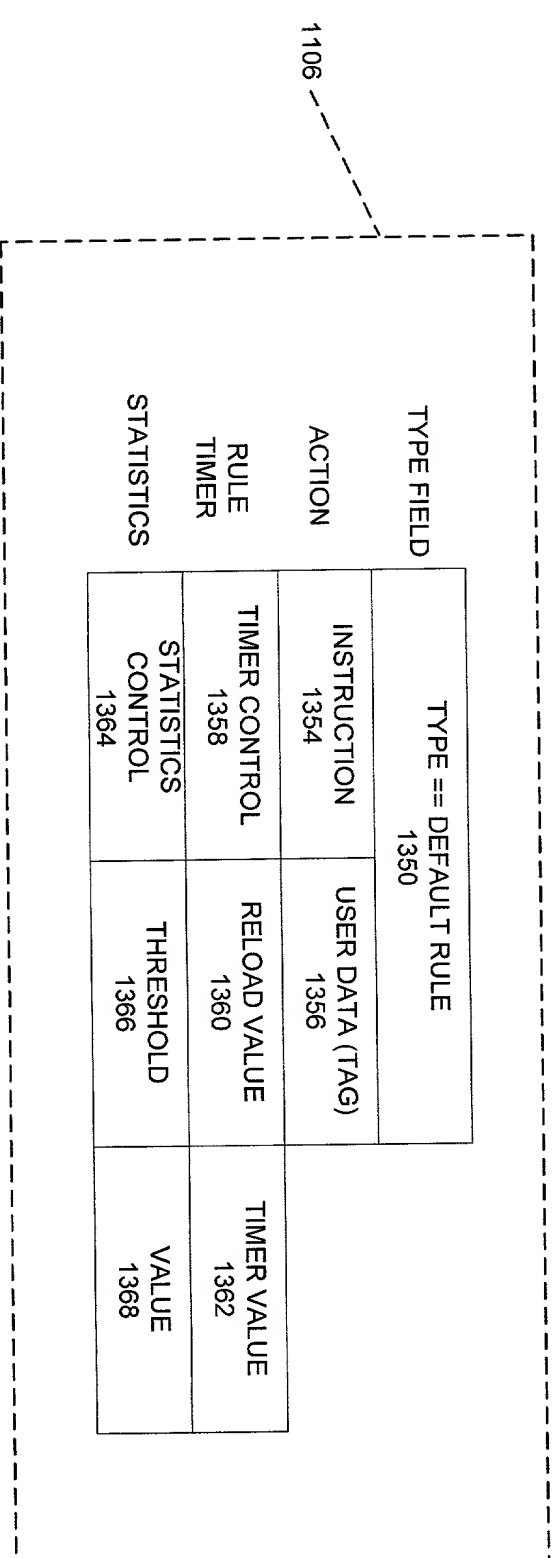 1106
TYPE FIELD
TYPE == DEFAULT RULE
1350
ACTION
INSTRUCTION
1354
USER DATA (TAG)
1356
RULE
TIMER
TIMER CONTROL
1358
RELOAD VALUE
1360
TIMER VALUE
1362
STATISTICS
STATISTICS
CONTROL
1364
THRESHOLD
1366
VALUE
1368